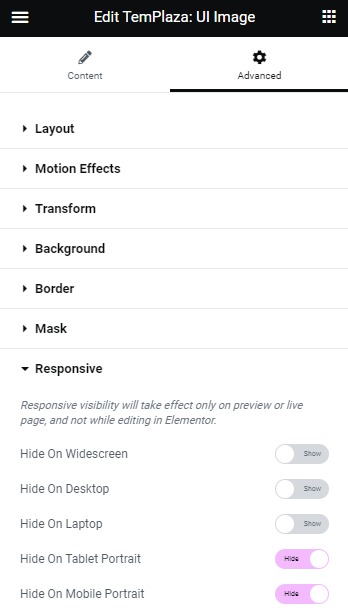 Edit TemPlaza: UI Image
Content
Advanced
Layout
Motion Effects
Transform
Background
Border
Mask
Responsive
Responsive visibility will take effect only on preview or live
page, and not while editing in Elementor.
Hide On Widescreen
Show
Hide On Desktop
Show
Hide On Laptop
Show
Hide On Tablet Portrait
Hide
Hide On Mobile Portrait
Hide